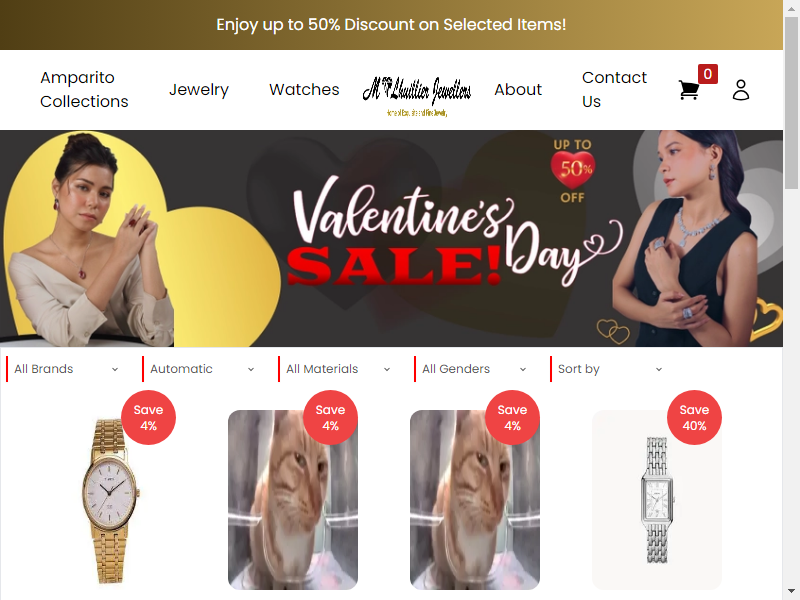 Enjoy up to 50% Discount on Selected Items!
Amparito
Collections
Jewelry
Watches
M Lhuillier Jewellers
About
Contact
Us
0
UP TO
50%
OFF
Valentine's
Day
SALE!
All Brands
Automatic
All Materials
All Genders
Sort by
Save
4%
Save
4%
Save
4%
Save
40%